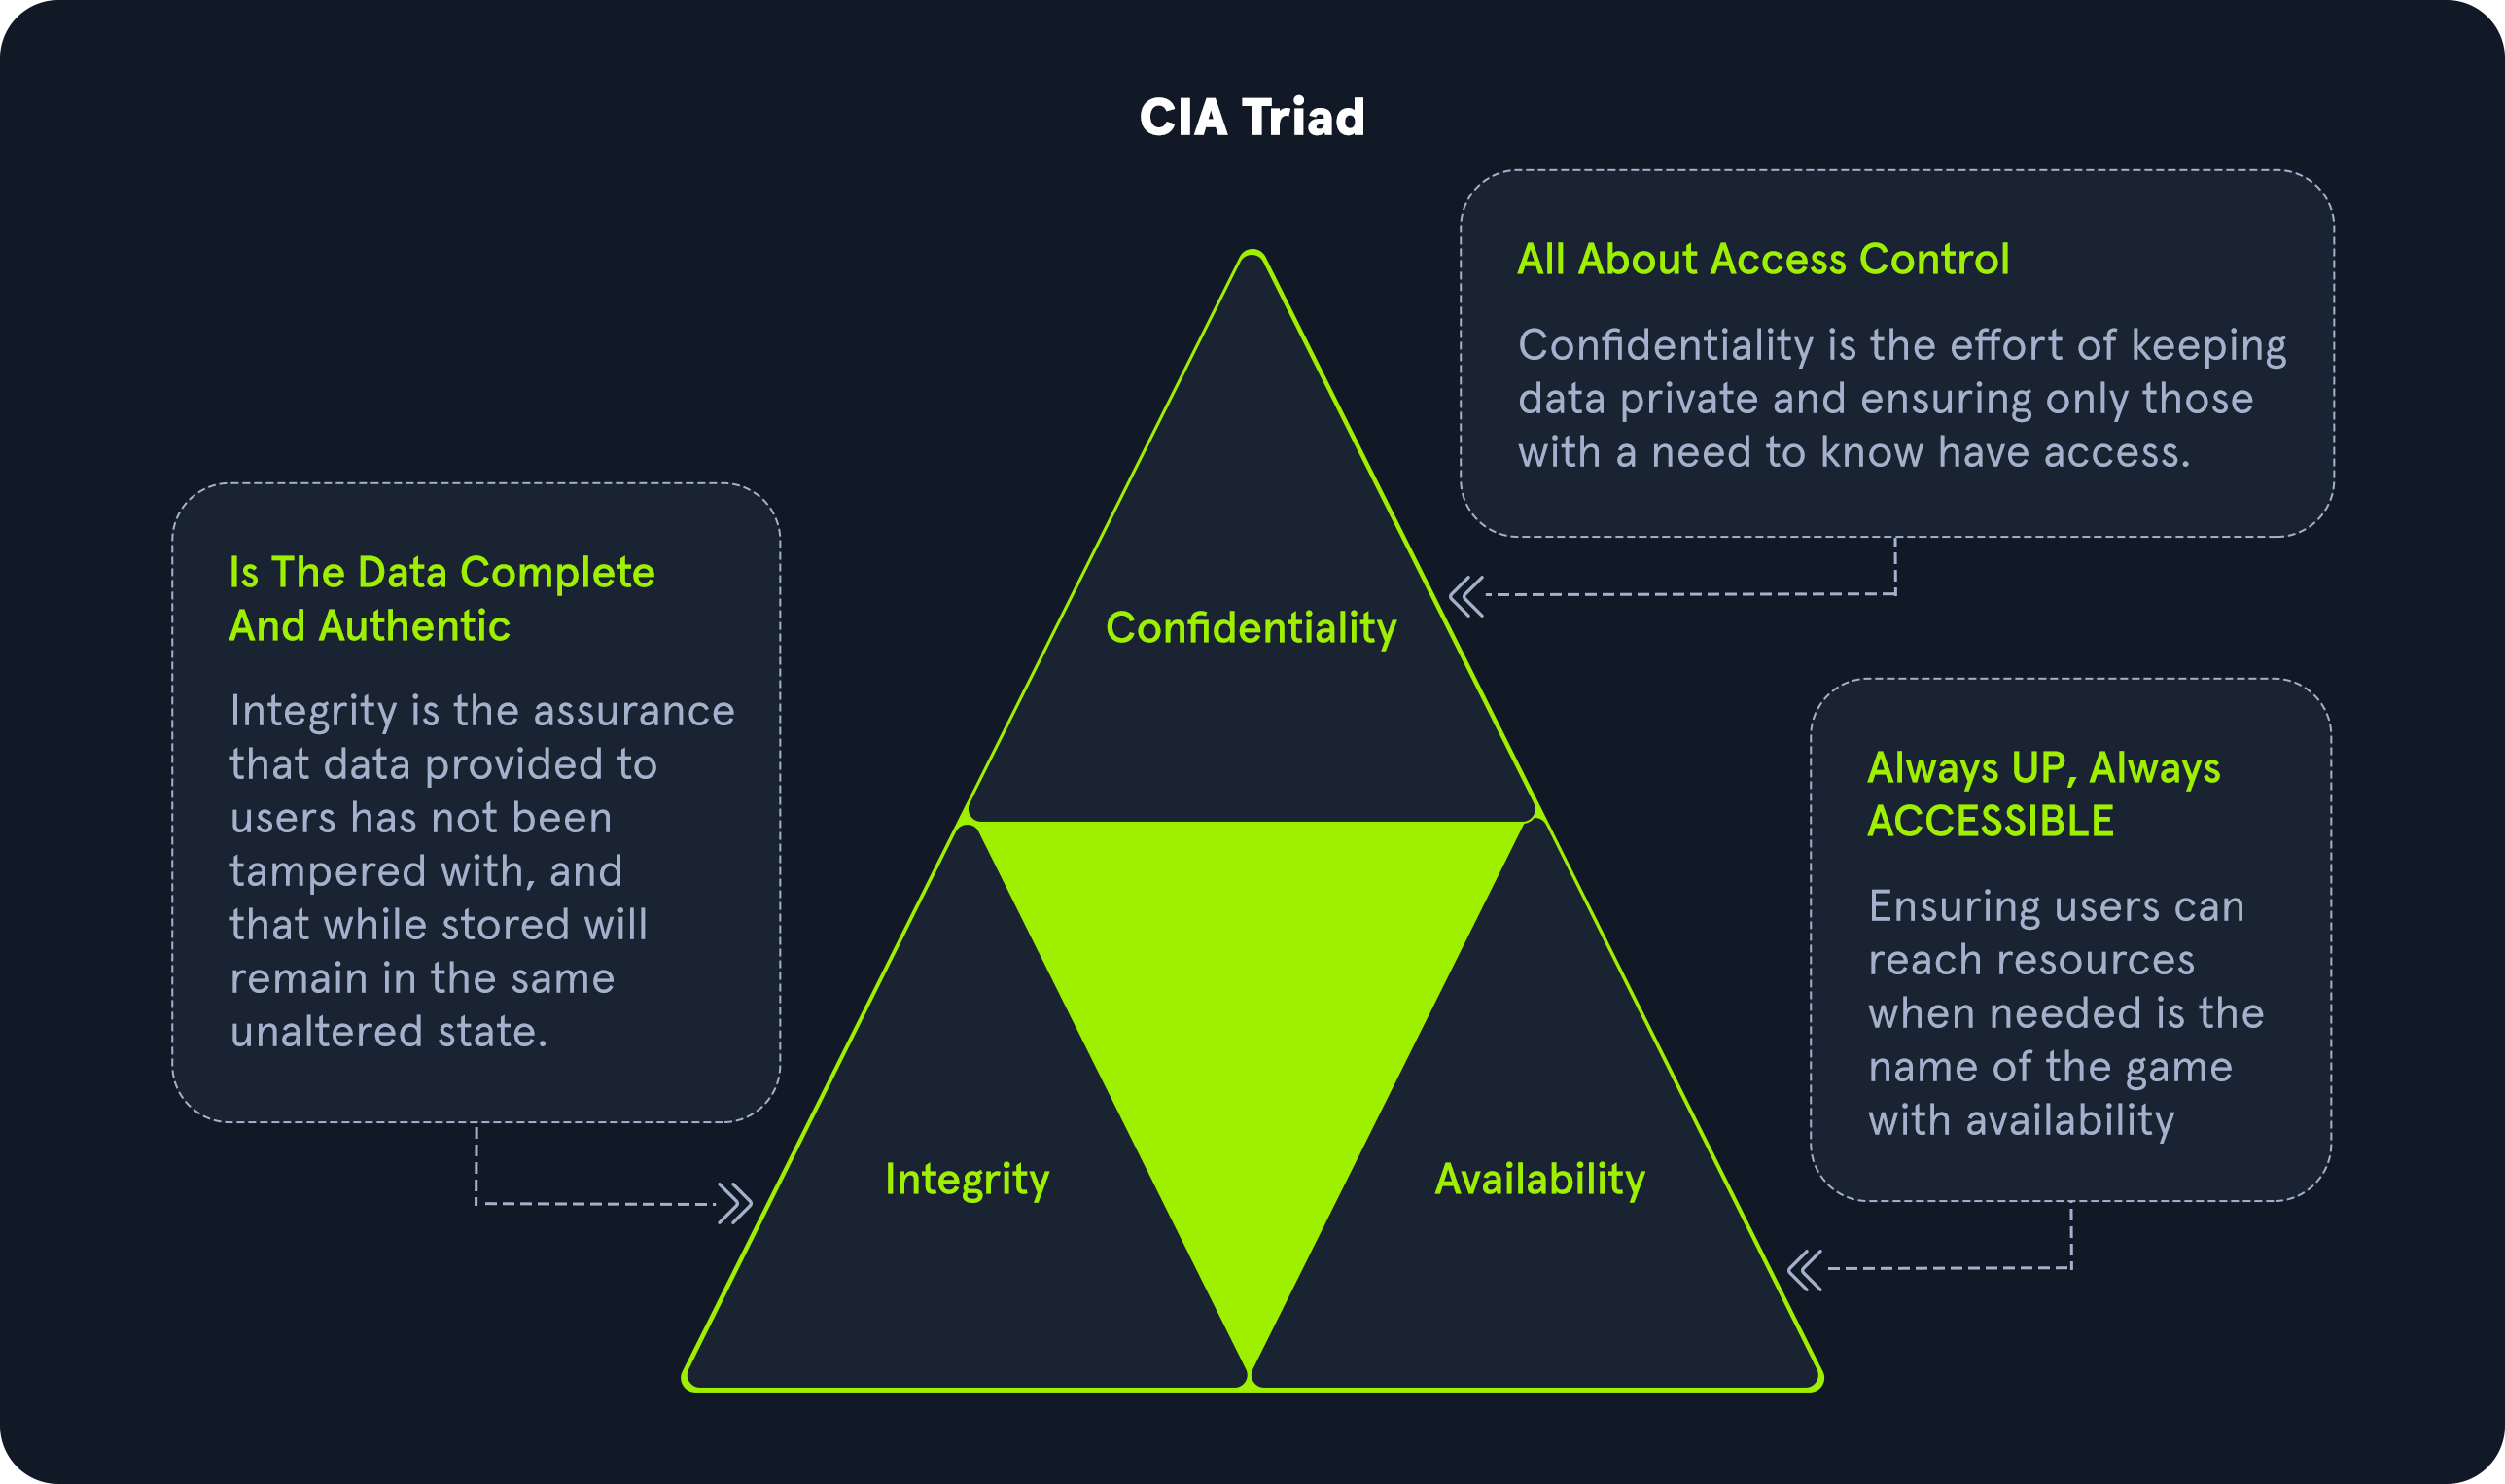 CIA Triad
All About Access Control
Confidentiality is the effort of keeping
data private and ensuring only those
with a need to know have access.
Is The Data Complete
And Authentic
Integrity is the assurance
that data provided to
users has not been
tampered with, and
that while stored will
remain in the same
unaltered state.
Confidentiality
Always UP, Always
ACCESSIBLE
Ensuring users can
reach resources
when needed is the
name of the game
with availability
Integrity
Availability